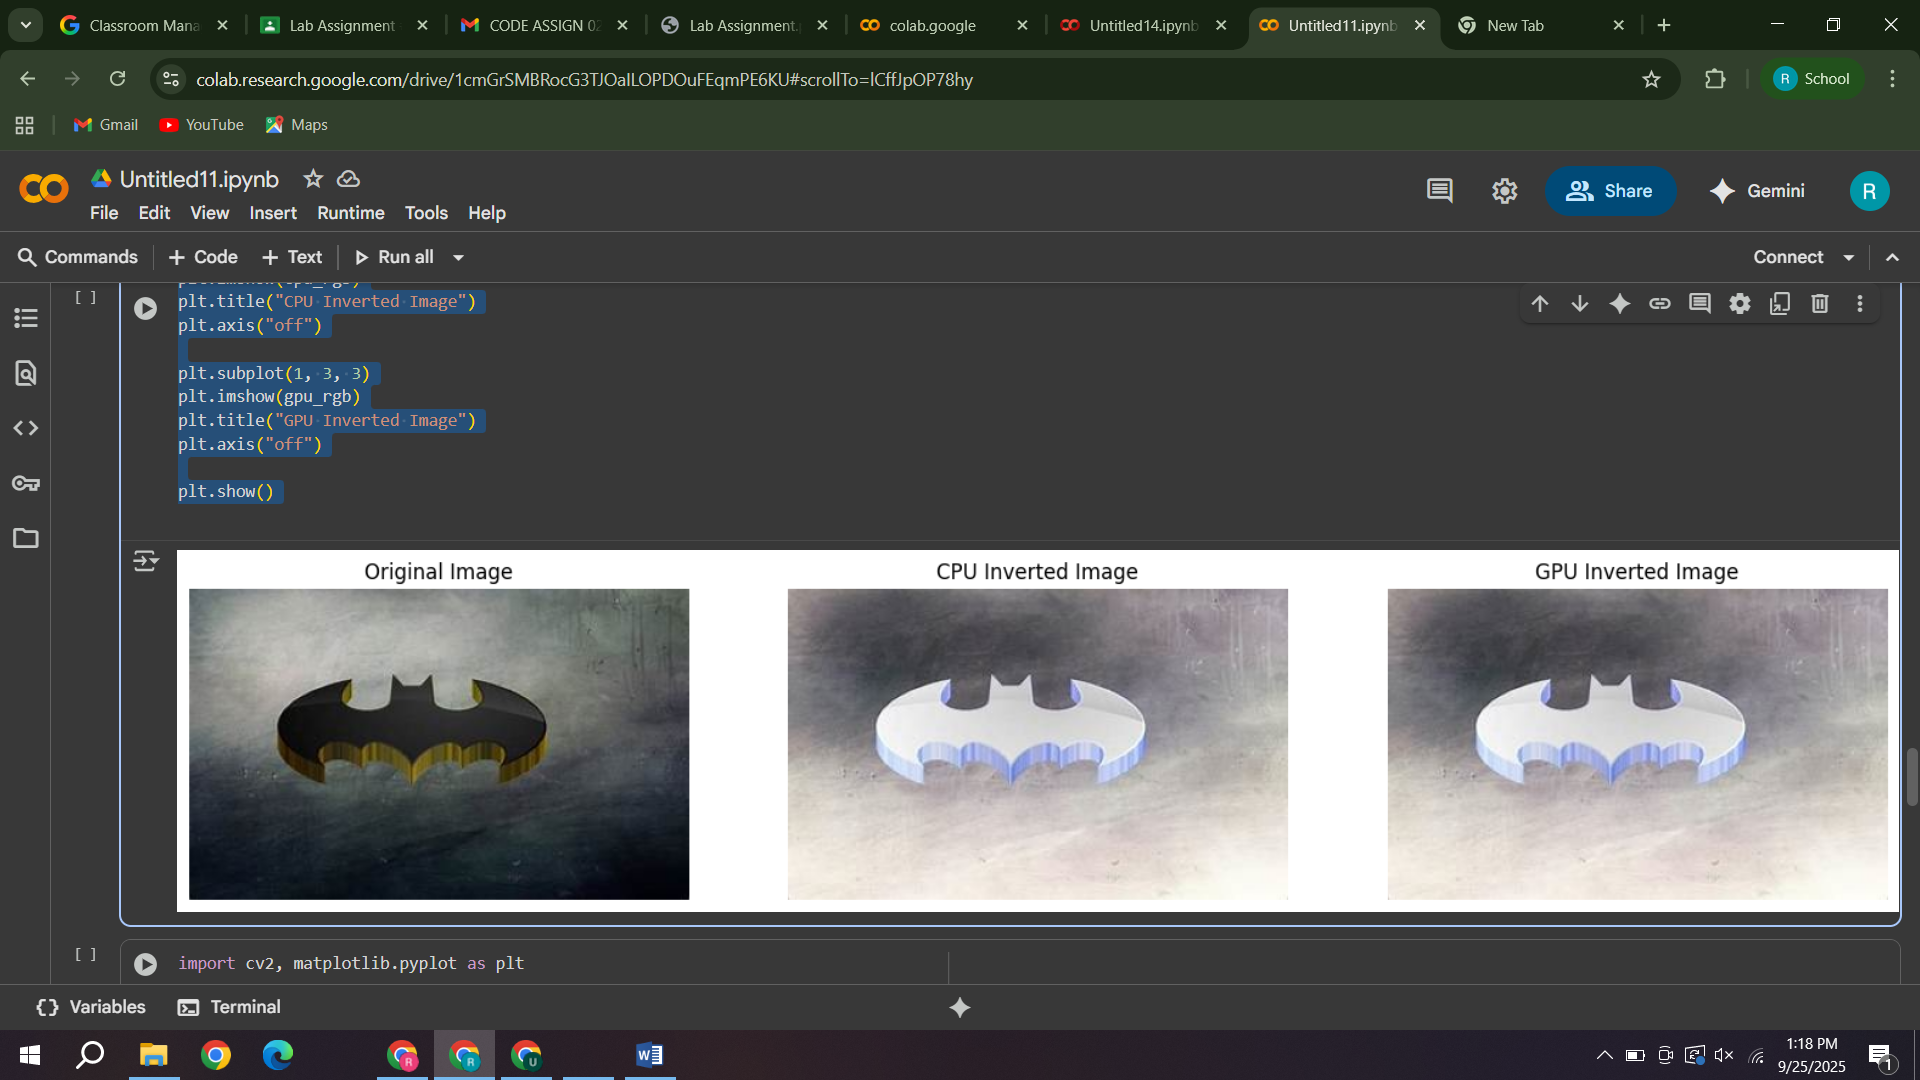 Classroom Mana
Lab Assignment
CODE ASSIGN 02
Lab Assignment.
colab.google
Untitled14.ipynb
Untitled11.ipynb
New Tab
colab.research.google.com/drive/1cmGrSMBRocG3TJOaILOPDOuFEqmPE6KU#scrollTo=lCffJpOP78hy
R School
Gmail
YouTube
Maps
Untitled11.ipynb
Share
Gemini
R
File Edit View Insert Runtime Tools Help
Commands
+ Code
+ Text
Run all
Connect
[ ]
plt.title("CPU Inverted Image")
plt.axis("off")
plt.subplot(1, 3, 3)
plt.imshow(gpu_rgb)
plt.title("GPU Inverted Image")
plt.axis("off")
plt.show()
Original Image
CPU Inverted Image
GPU Inverted Image
[ ]
import cv2, matplotlib.pyplot as plt
Variables
Terminal
R
R
U
W
1:18 PM
9/25/2025
1